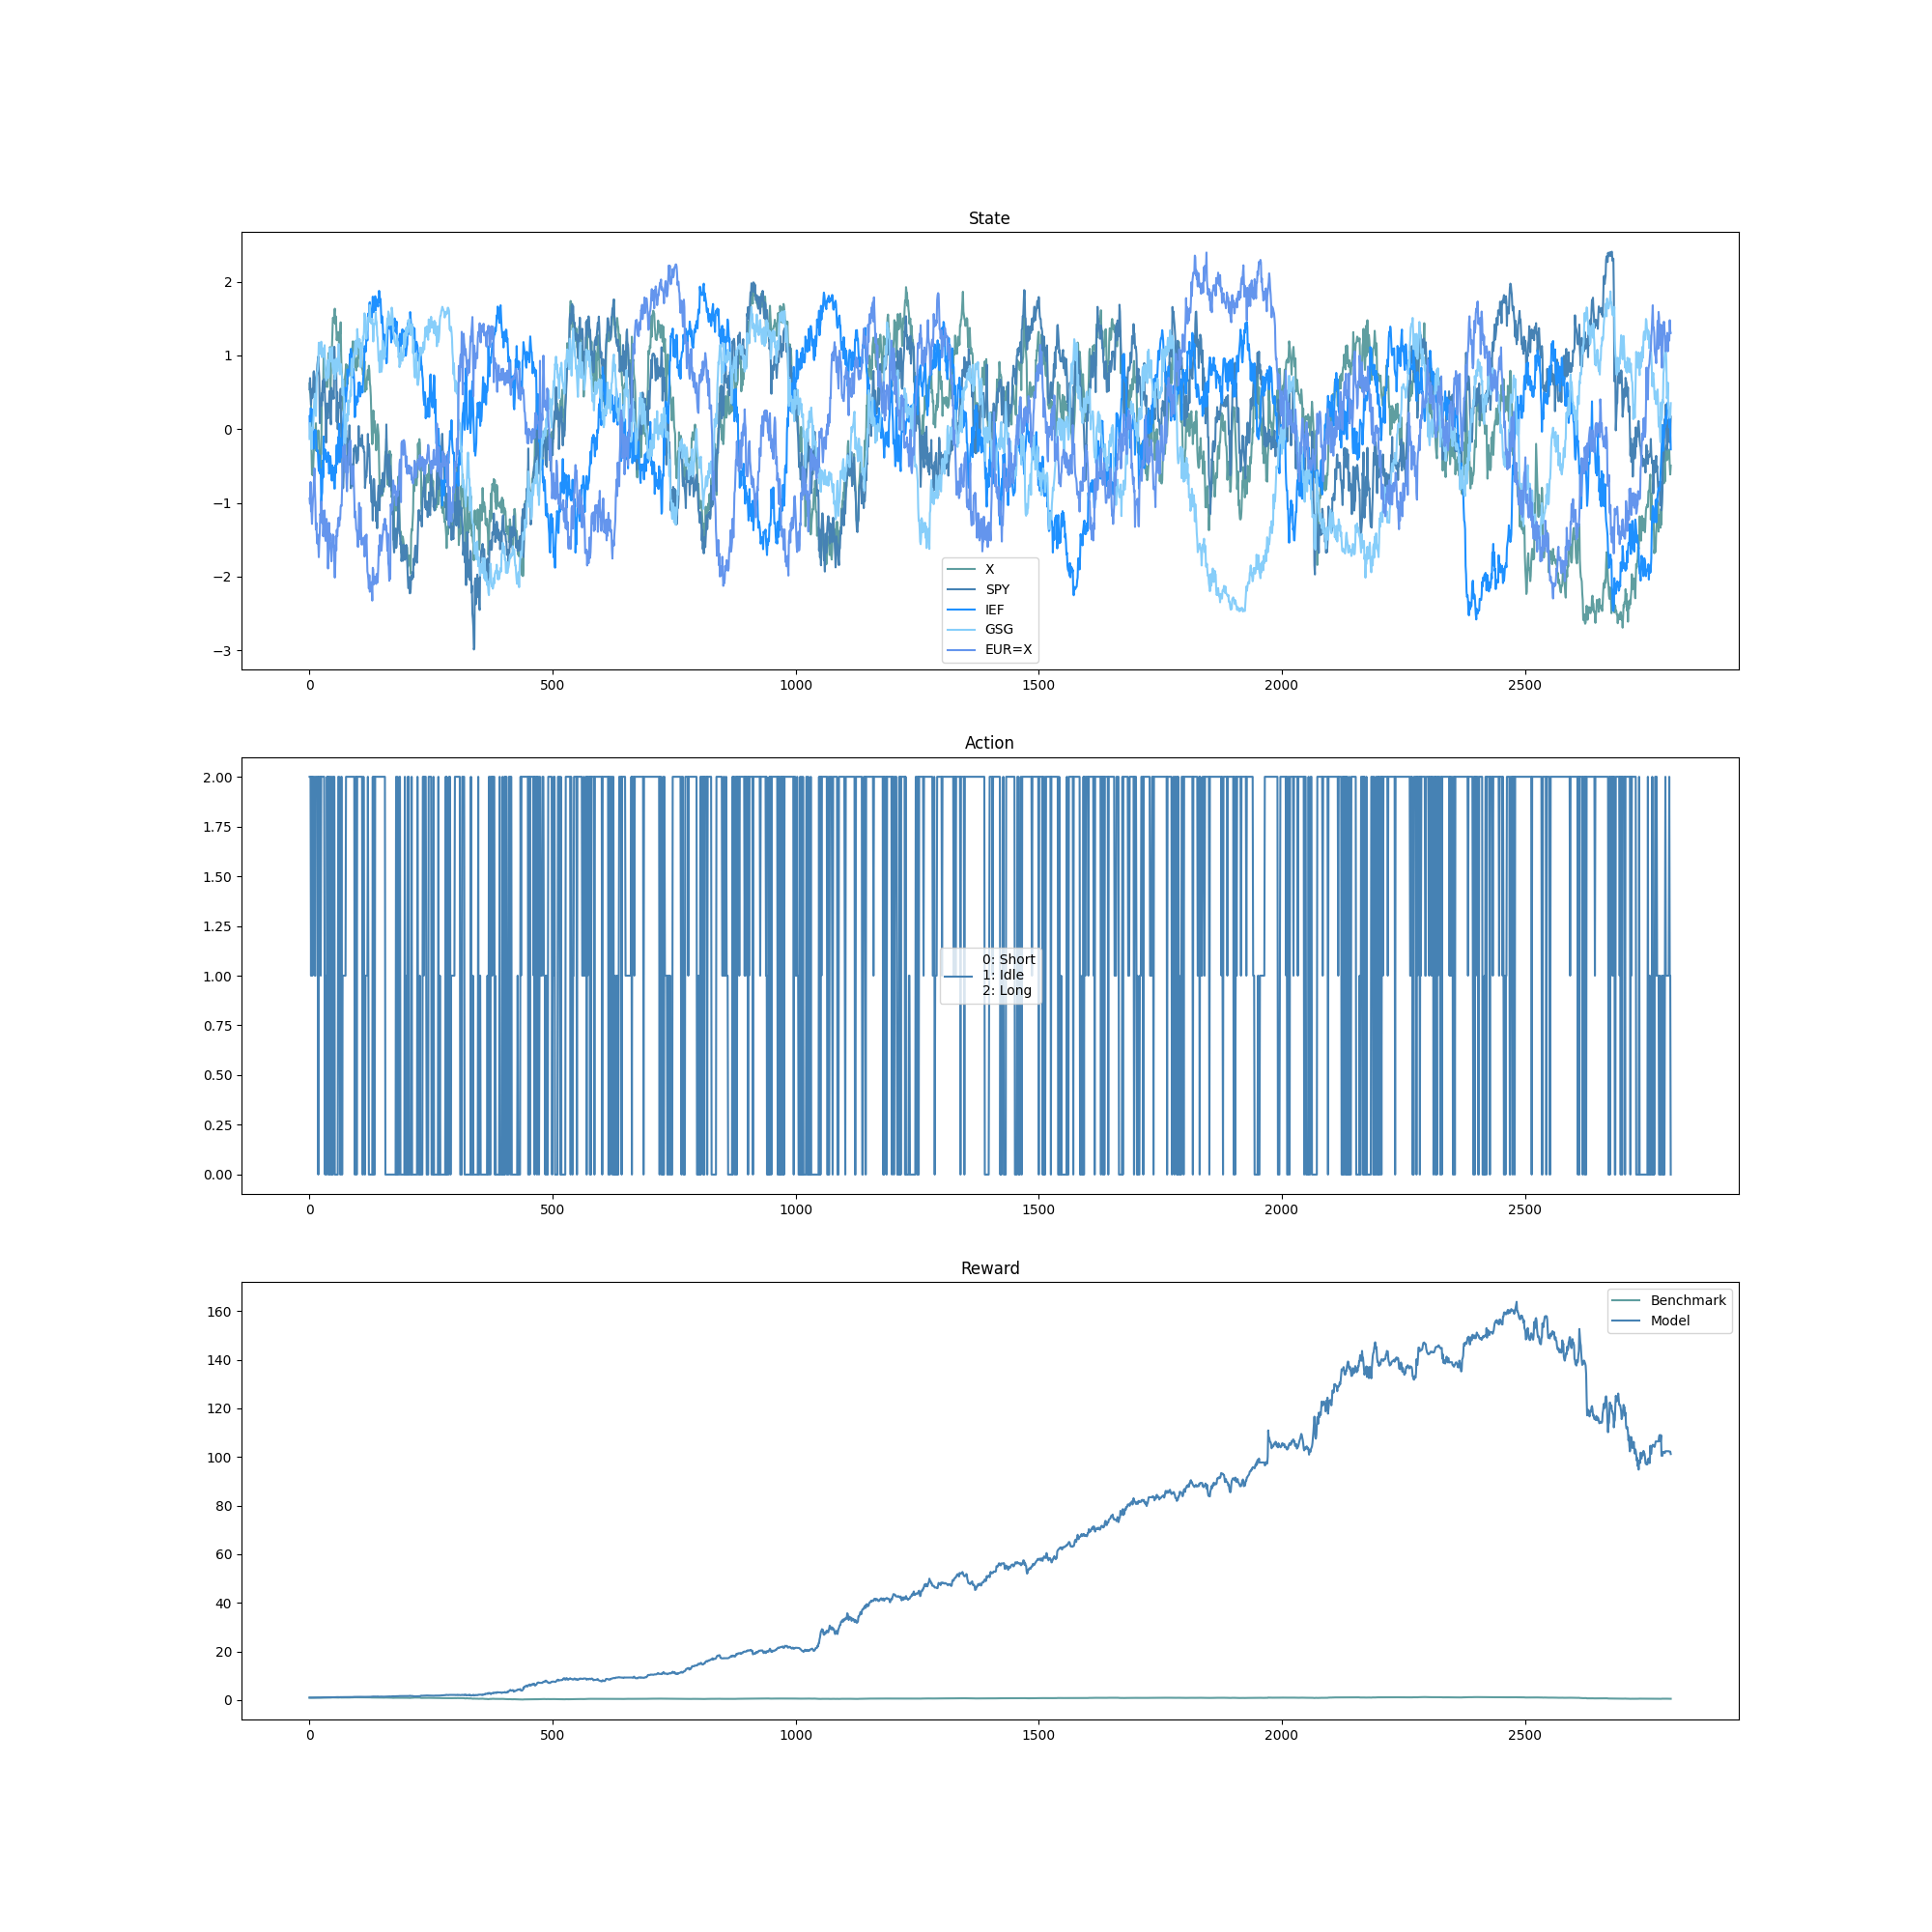 State
2
1
0
−1
−2
−3
X
SPY
IEF
GSG
EUR=X
0 500 1000 1500 2000 2500
Action
2.00
1.75
1.50
1.25
1.00
0.75
0.50
0.25
0.00
0: Short
1: Idle
2: Long
0 500 1000 1500 2000 2500
Reward
160
140
120
100
80
60
40
20
0
Benchmark
Model
0 500 1000 1500 2000 2500